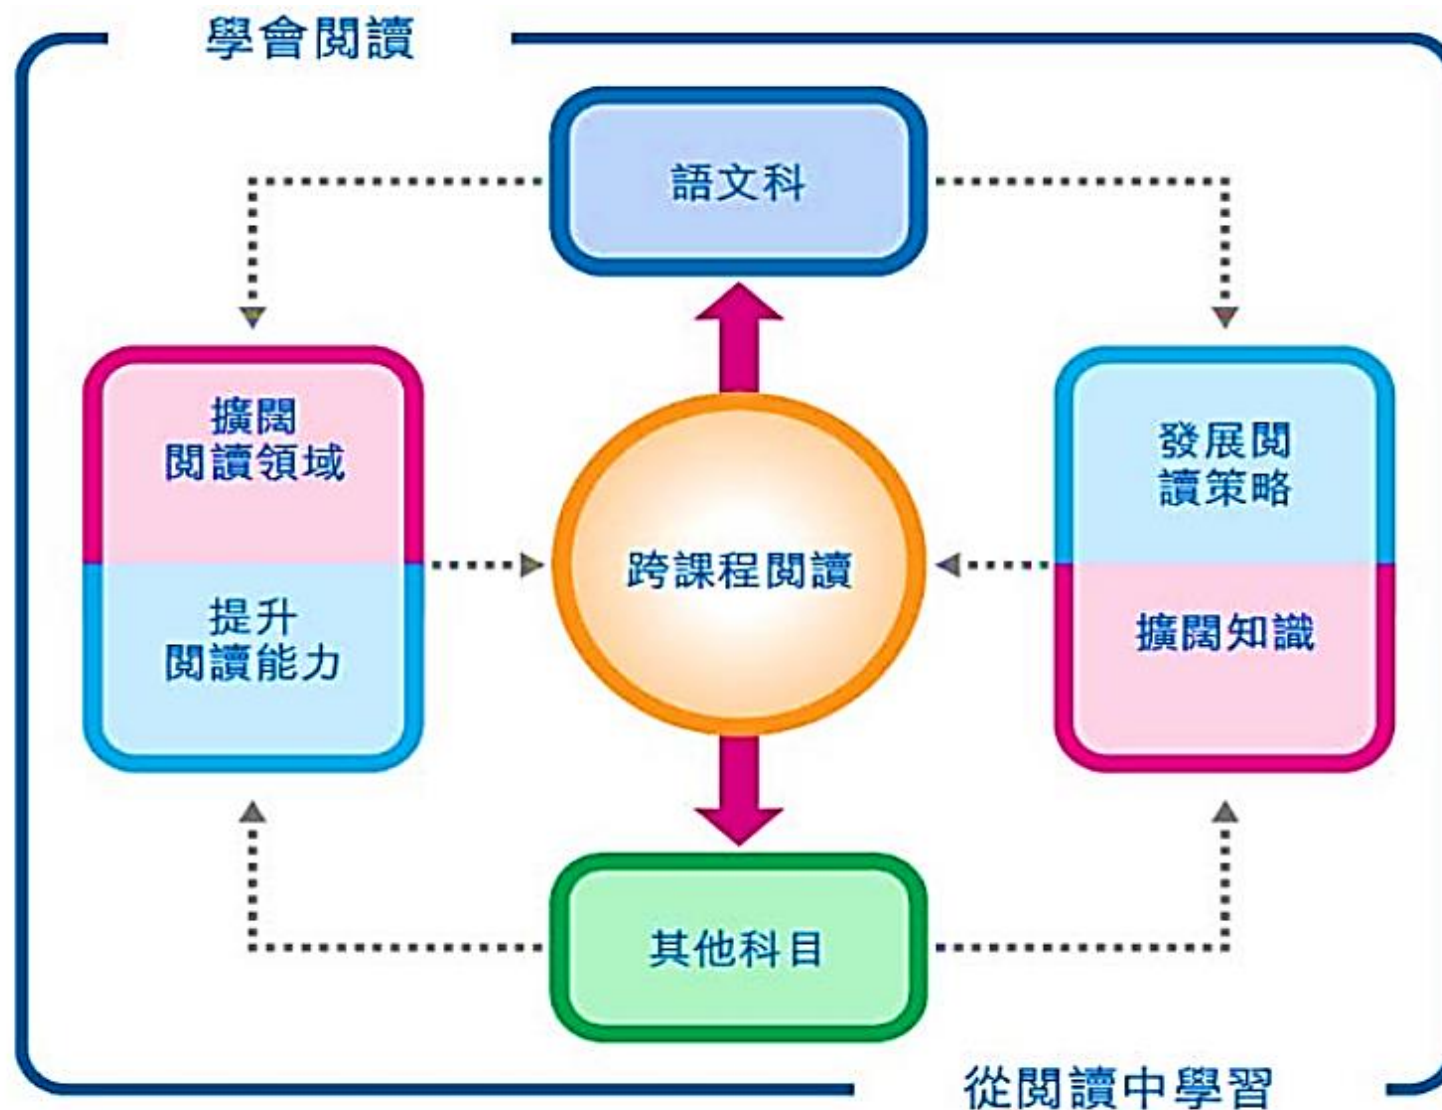 學會閱讀
語文科
擴闊
閱讀領域
提升
閱讀能力
跨課程閱讀
發展閱
讀策略
擴闊知識
其他科目
從閱讀中學習